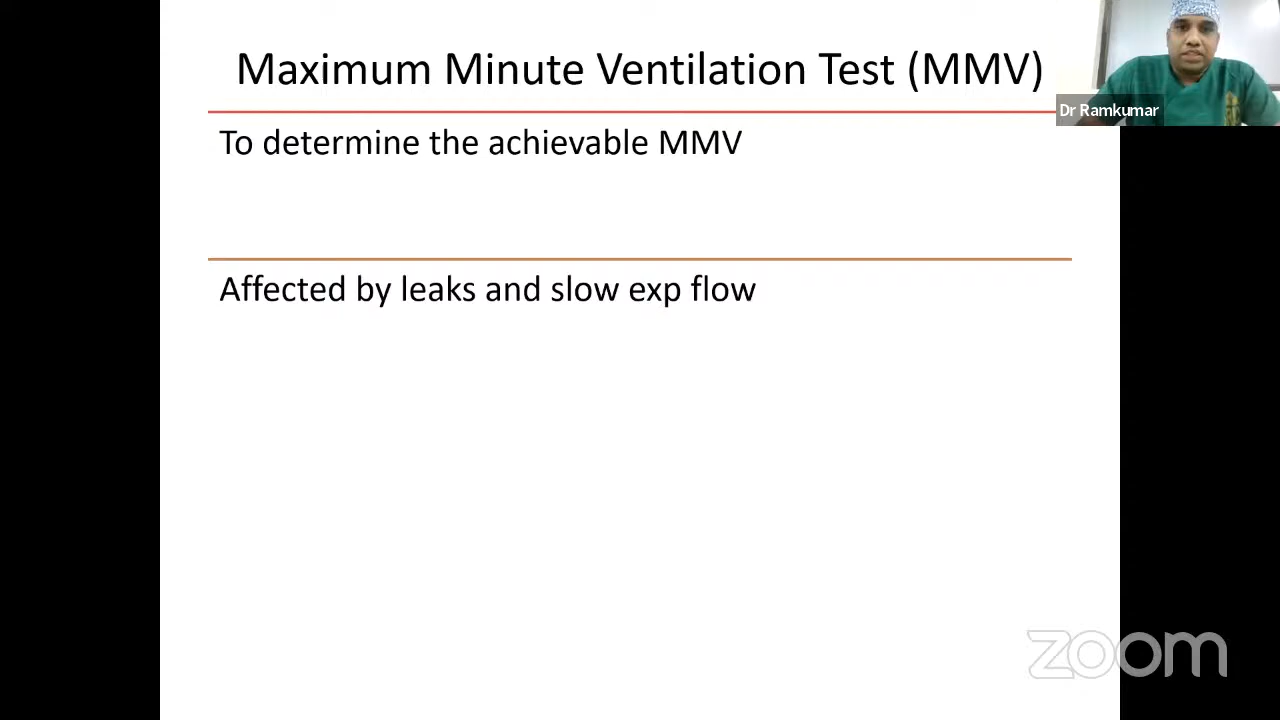 Maximum Minute Ventilation Test (MMV)
Dr Ramkumar
To determine the achievable MMV
Affected by leaks and slow exp flow
zoom